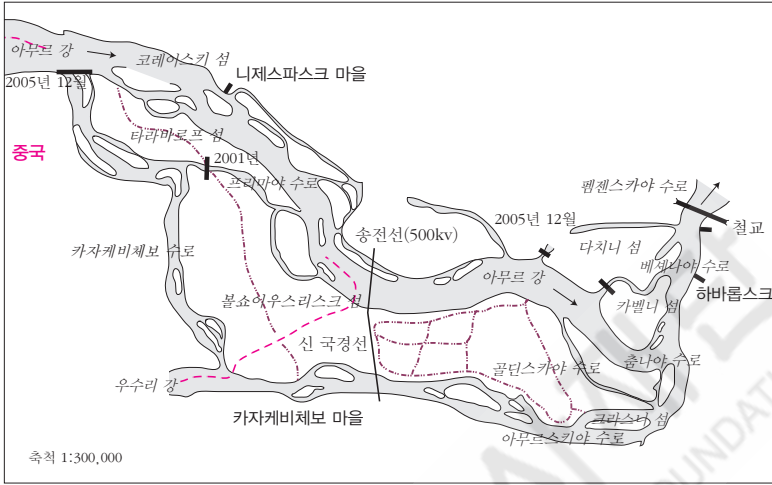 아무르 강
코레이스키 섬
2005년 12월
니제스파스크 마을
타라바로프 섬
중국
2001년
프리마야 수로
펨젠스카야 수로
송전선(500kv)
2005년 12월
철교
다치니 섬
카자케비체보 수로
베셰나야 수로
아무르 강
하바롭스크
볼쇼이우스리스크 섬
카벨니 섬
신 국경선
춤나야 수로
골딘스카야 수로
우수리 강
카자케비체보 마을
크라스니 섬
아무르스키야 수로
축척 1:300,000